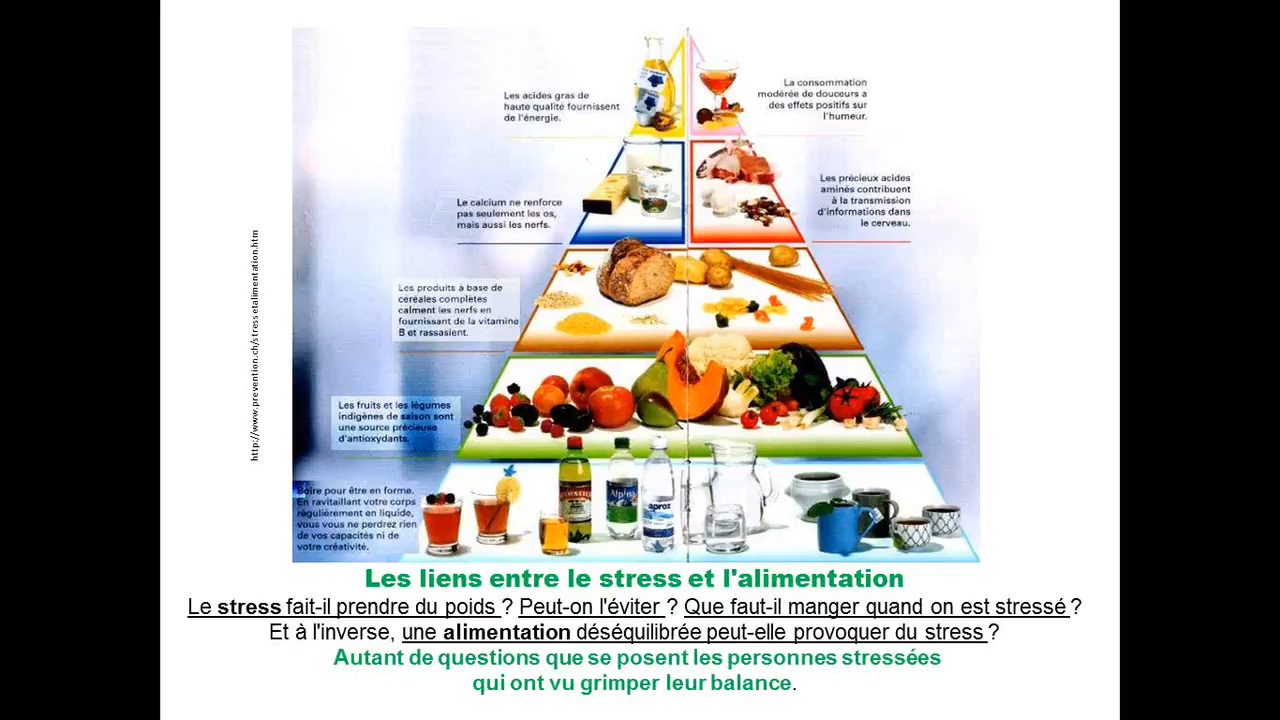 Les acides gras de
haute qualité fournissent
de l'énergie.
La consommation
modérée de douceurs a
des effets positifs sur
l'humeur.
Le calcium ne renforce
pas seulement les os,
mais aussi les nerfs.
Les précieux acides
aminés contribuent
à la transmission
d'informations dans
le cerveau.
http://www.prevention.ch/stressetalimentation.htm
Les produits à base de
céréales complètes
calment les nerfs en
fournissant de la vitamine
B et rassasient.
Les fruits et les légumes
indigènes de saison sont
une source précieuse
d'antioxydants.
Boire pour être en forme.
En ravitaillant votre corps
régulièrement en liquide,
vous vous ne perdrez rien
de vos capacités ni de
votre créativité.
Alpina
aproz
Les liens entre le stress et l'alimentation
Le stress fait-il prendre du poids ? Peut-on l'éviter ? Que faut-il manger quand on est stressé ?
Et à l'inverse, une alimentation déséquilibrée peut-elle provoquer du stress ?
Autant de questions que se posent les personnes stressées
qui ont vu grimper leur balance.